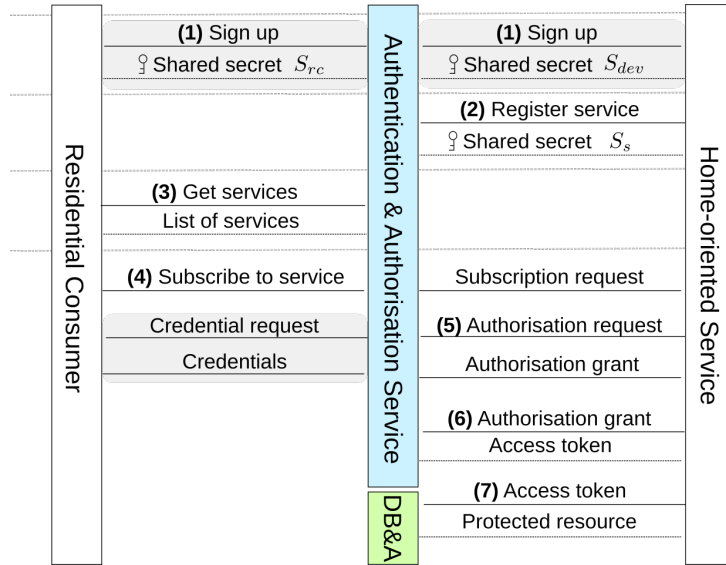 (1) Sign up
Shared secret S_rc
(1) Sign up
Shared secret S_dev
(2) Register service
Shared secret S_s
(3) Get services
List of services
(4) Subscribe to service
Subscription request
Credential request
(5) Authorisation request
Credentials
Authorisation grant
(6) Authorisation grant
Access token
(7) Access token
Protected resource
Residential Consumer
Authentication & Authorisation Service
DB&A
Home-oriented Service